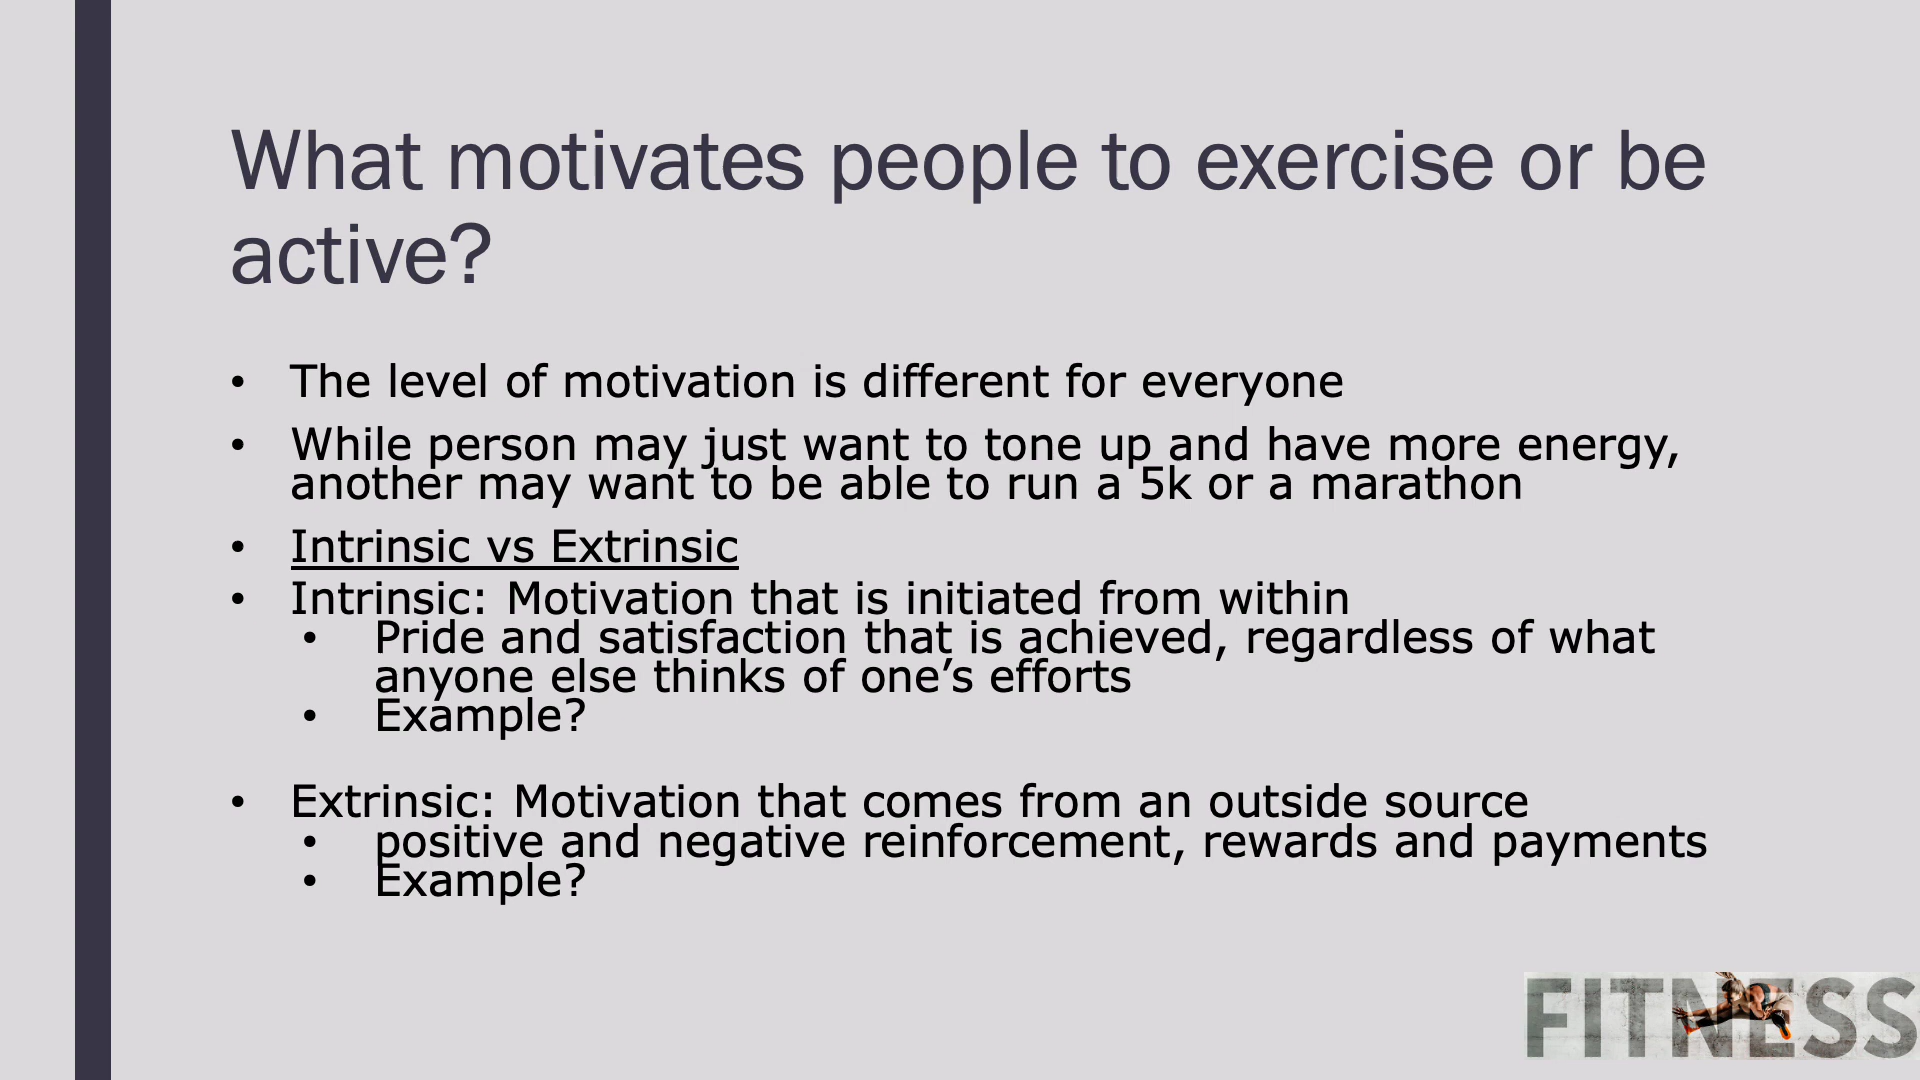 What motivates people to exercise or be
active?
• The level of motivation is different for everyone
• While person may just want to tone up and have more energy,
another may want to be able to run a 5k or a marathon
• Intrinsic vs Extrinsic
• Intrinsic: Motivation that is initiated from within
• Pride and satisfaction that is achieved, regardless of what
anyone else thinks of one’s efforts
• Example?
• Extrinsic: Motivation that comes from an outside source
• positive and negative reinforcement, rewards and payments
• Example?
FITNESS